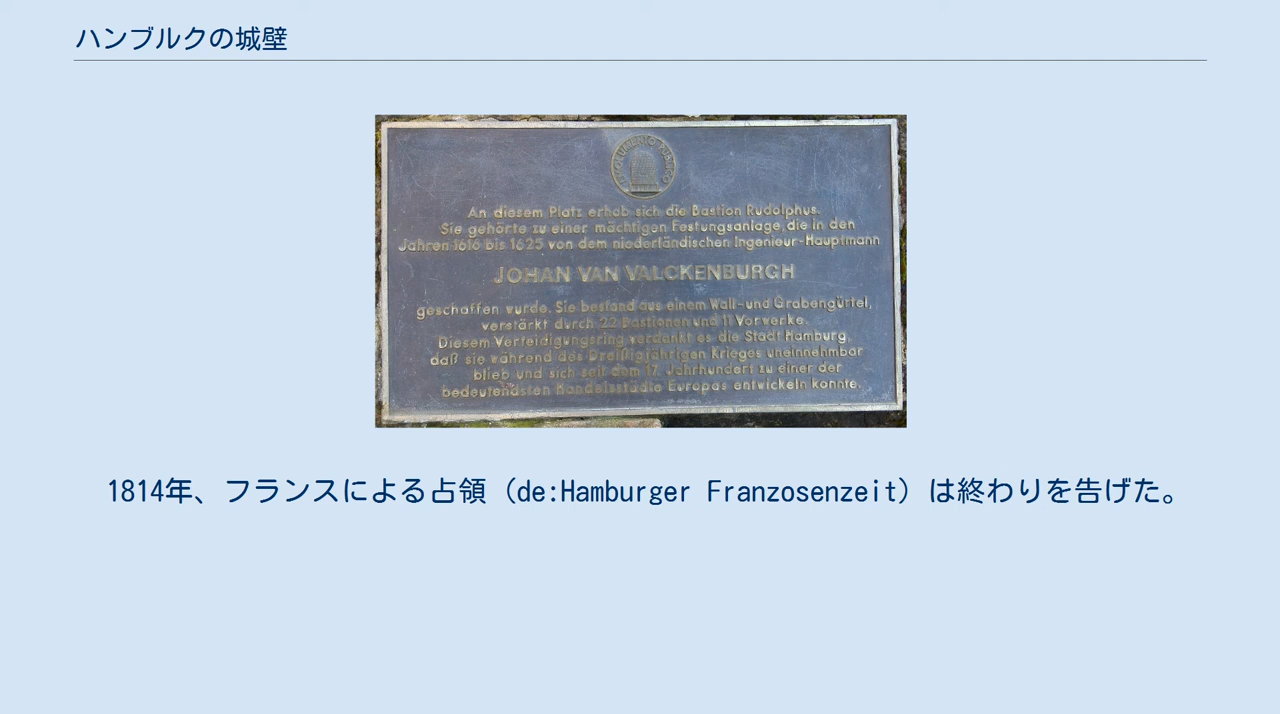 ハンブルクの城壁
An diesem Platz erhob sich die Bastion Rudolphus.
Sie gehörte zu einer mächtigen Festungsanlage, die in den
Jahren 1616 bis 1625 von dem niederländischen Ingenieur-Hauptmann
JOHAN VAN VALCKENBURGH
geschaffen wurde. Sie bestand aus einem Wall- und Grabengürtel,
verstärkt durch 22 Bastionen und 11 Vorwerke.
Diesem Verteidigungsring verdankt es die Stadt Hamburg,
daß sie während des Dreißigjährigen Krieges uneinnehmbar
blieb und sich seit dem 17. Jahrhundert zu einer der
bedeutendsten Handelsstädte Europas entwickeln konnte.
1814年、フランスによる占領（de:Hamburger Franzosenzeit）は終わりを告げた。